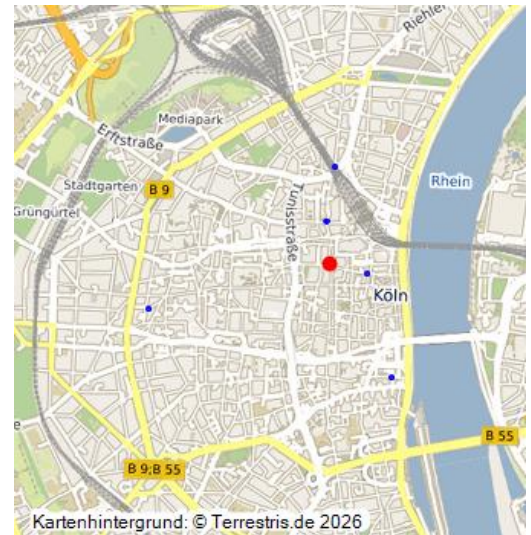 Riehler
Mediapark
Erftstraße
Rhein
Stadtgarten
B 9
Tunisstraße
Grüngürtel
Köln
B 55
B 9;B 55
Kartenhintergrund: © Terrestris.de 2026